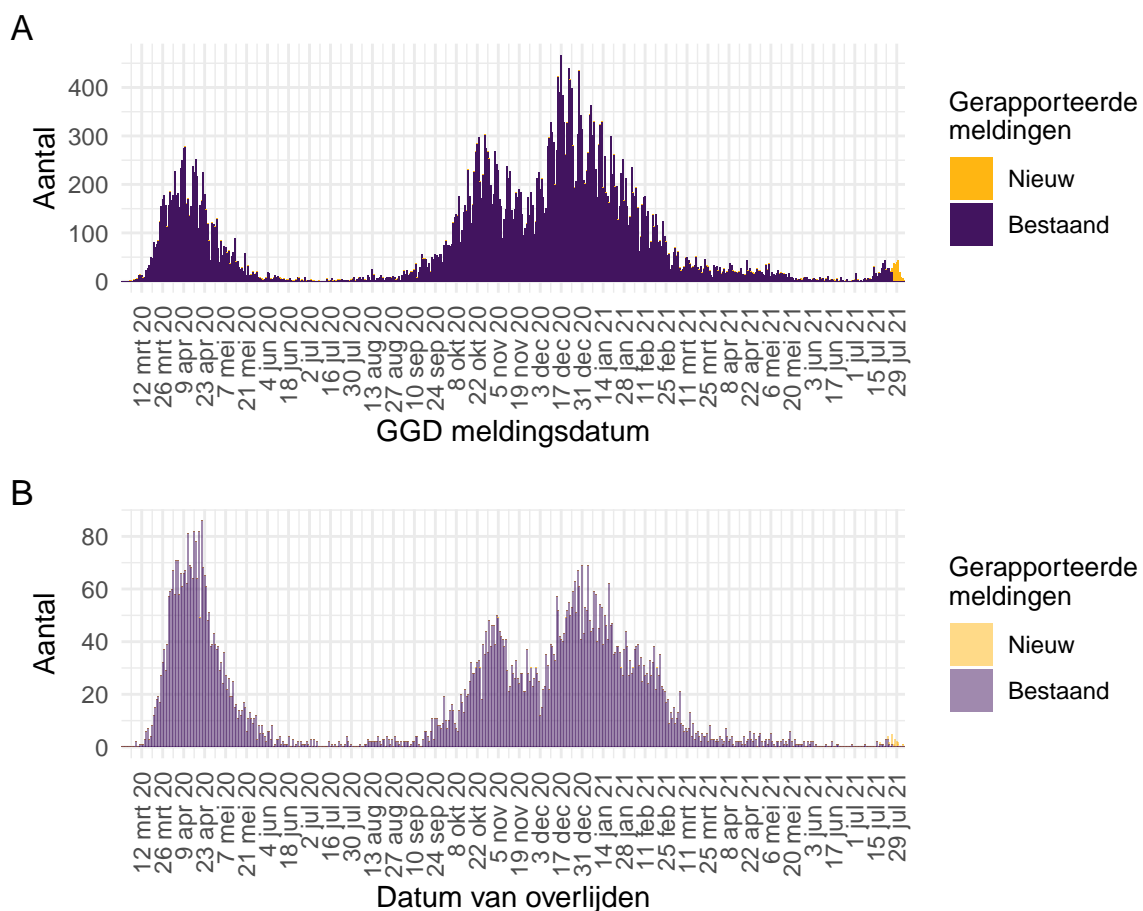 A
Aantal
400
300
200
100
0
12 mrt 20
26 mrt 20
9 apr 20
23 apr 20
7 mei 20
21 mei 20
4 jun 20
18 jun 20
2 jul 20
16 jul 20
30 jul 20
13 aug 20
27 aug 20
10 sep 20
24 sep 20
8 okt 20
22 okt 20
5 nov 20
19 nov 20
3 dec 20
17 dec 20
31 dec 20
14 jan 21
28 jan 21
11 feb 21
25 feb 21
11 mrt 21
25 mrt 21
8 apr 21
22 apr 21
6 mei 21
20 mei 21
3 jun 21
17 jun 21
1 jul 21
15 jul 21
29 jul 21
GGD meldingsdatum
Gerapporteerde
meldingen
Nieuw
Bestaand
B
Aantal
80
60
40
20
0
12 mrt 20
26 mrt 20
9 apr 20
23 apr 20
7 mei 20
21 mei 20
4 jun 20
18 jun 20
2 jul 20
16 jul 20
30 jul 20
13 aug 20
27 aug 20
10 sep 20
24 sep 20
8 okt 20
22 okt 20
5 nov 20
19 nov 20
3 dec 20
17 dec 20
31 dec 20
14 jan 21
28 jan 21
11 feb 21
25 feb 21
11 mrt 21
25 mrt 21
8 apr 21
22 apr 21
6 mei 21
20 mei 21
3 jun 21
17 jun 21
1 jul 21
15 jul 21
29 jul 21
Datum van overlijden
Gerapporteerde
meldingen
Nieuw
Bestaand